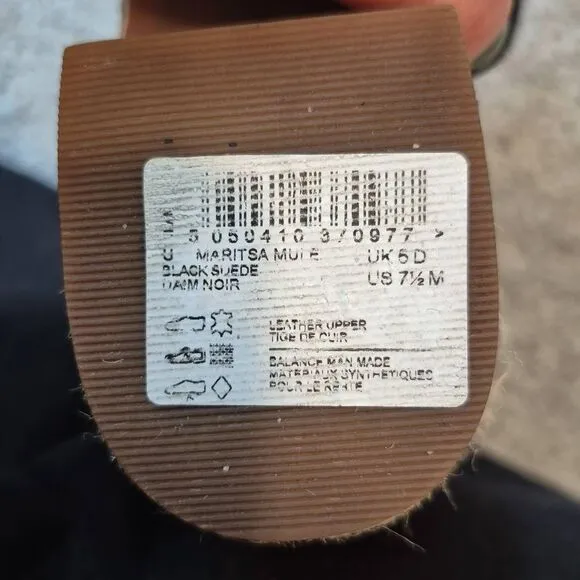 5 050410 370977 >
MARITSA MULE UK 5 D
BLACK SUEDE US 7½ M
DAIM NOIR
LEATHER UPPER
TIGE DE CUIR
BALANCE MAN MADE
MATERIAUX SYNTHETIQUES
POUR LE RESTE